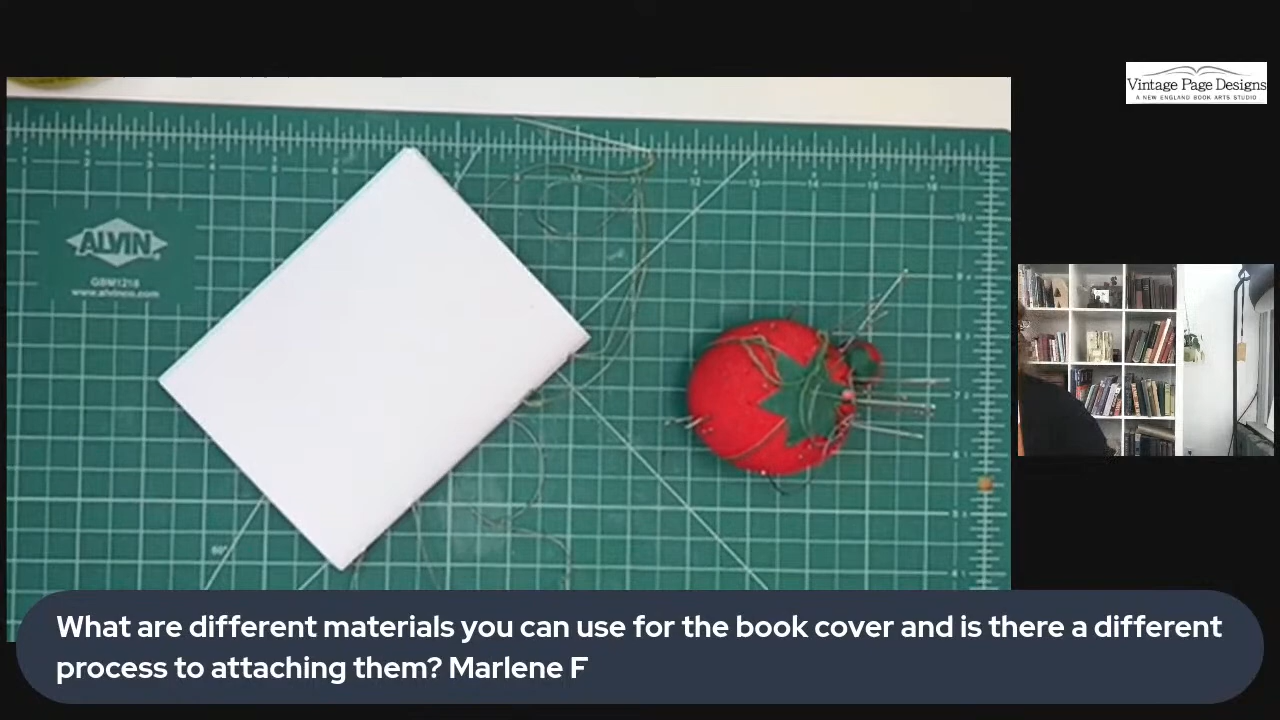 Vintage Page Designs
A NEW ENGLAND BOOK ARTS STUDIO
ALVIN
GBM1218
www.alvinco.com
60°
What are different materials you can use for the book cover and is there a different
process to attaching them? Marlene F